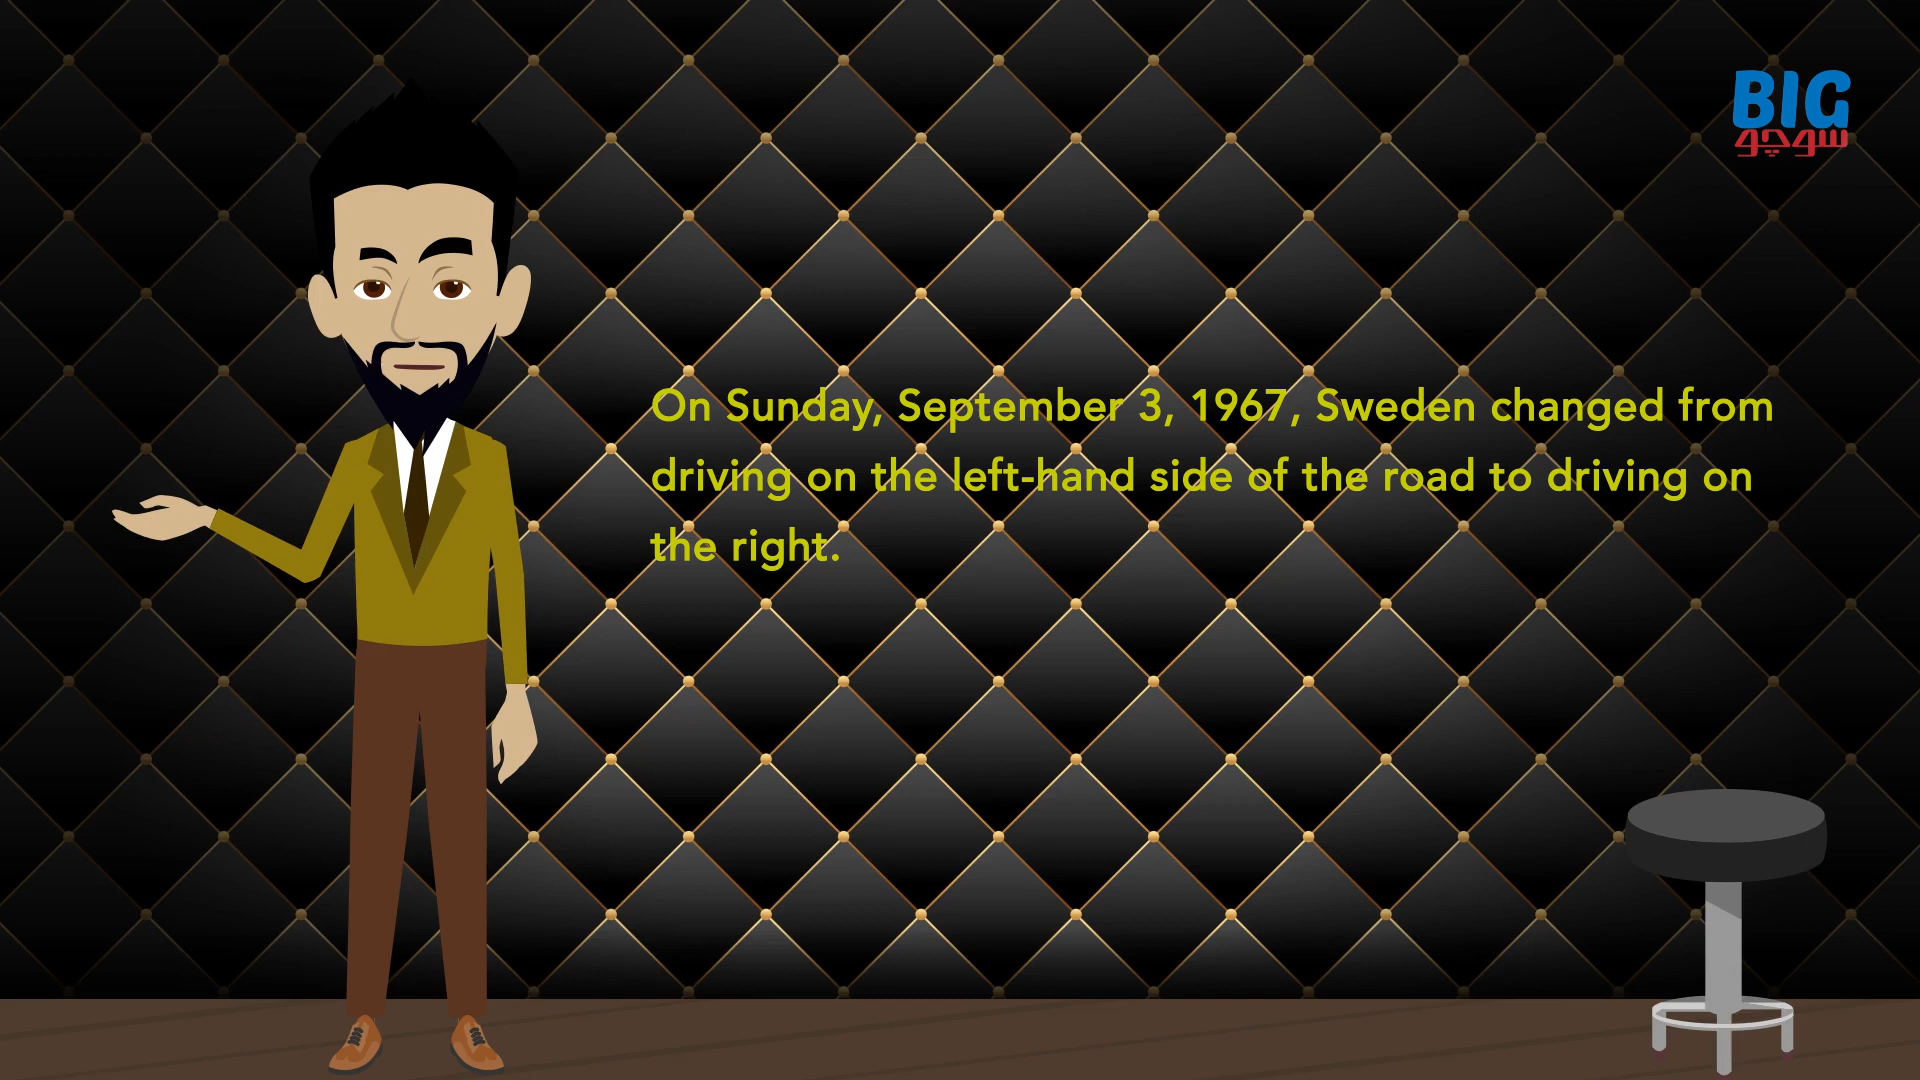 BIG
سوچو
On Sunday, September 3, 1967, Sweden changed from
driving on the left-hand side of the road to driving on
the right.